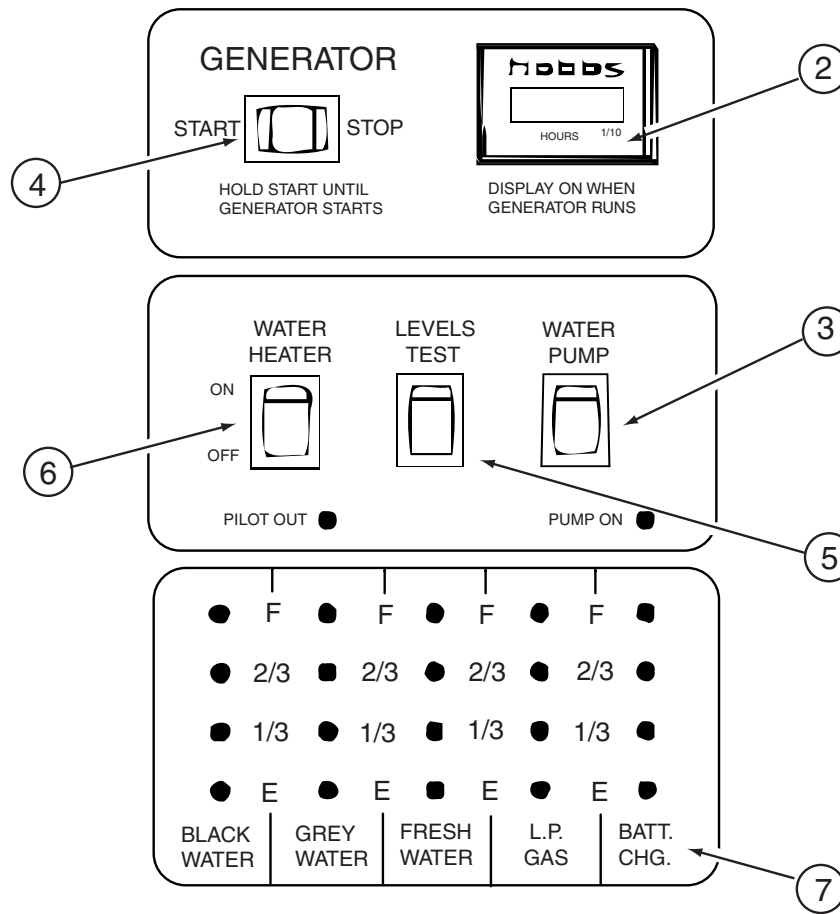 GENERATOR
hobbs
2
START
STOP
HOURS 1/10
4
HOLD START UNTIL
GENERATOR STARTS
DISPLAY ON WHEN
GENERATOR RUNS
WATER
HEATER
LEVELS
TEST
WATER
PUMP
3
ON
OFF
6
PILOT OUT
PUMP ON
5
F F F F
2/3 2/3 2/3 2/3
1/3 1/3 1/3 1/3
E E E E
BLACK
WATER
GREY
WATER
FRESH
WATER
L.P.
GAS
BATT.
CHG.
7